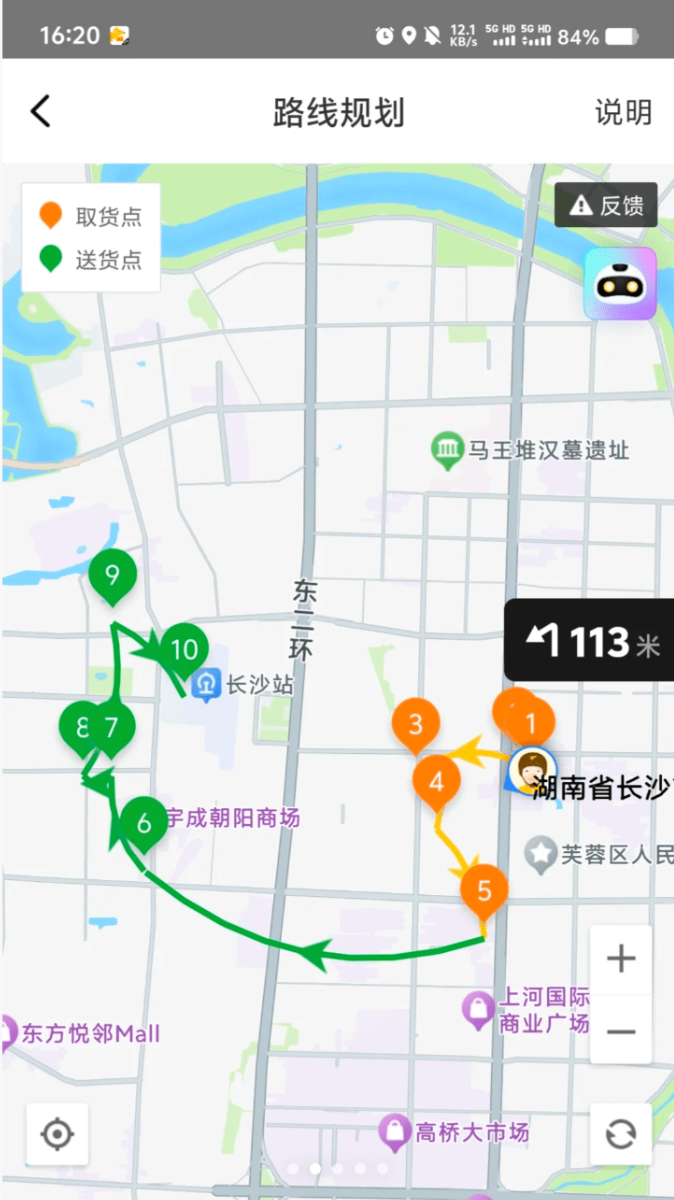 16:20
12.1
KB/s
5G HD 5G HD
84%
路线规划
说明
取货点
送货点
反馈
马王堆汉墓遗址
东二环
9
10
长沙站
113 米
3
1
8
7
4
湖南省长沙
6
宇成朝阳商场
芙蓉区人民
5
+
上河国际
商业广场
−
东方悦邻Mall
高桥大市场